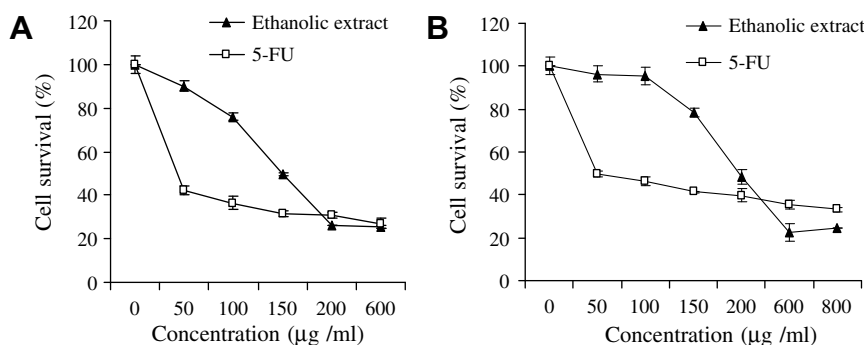 A
Ethanolic extract
5-FU
Cell survival (%)
120
100
80
60
40
20
0
0 50 100 150 200 600
Concentration (μg /ml)
B
Ethanolic extract
5-FU
Cell survival (%)
120
100
80
60
40
20
0
0 50 100 150 200 600 800
Concentration (μg /ml)